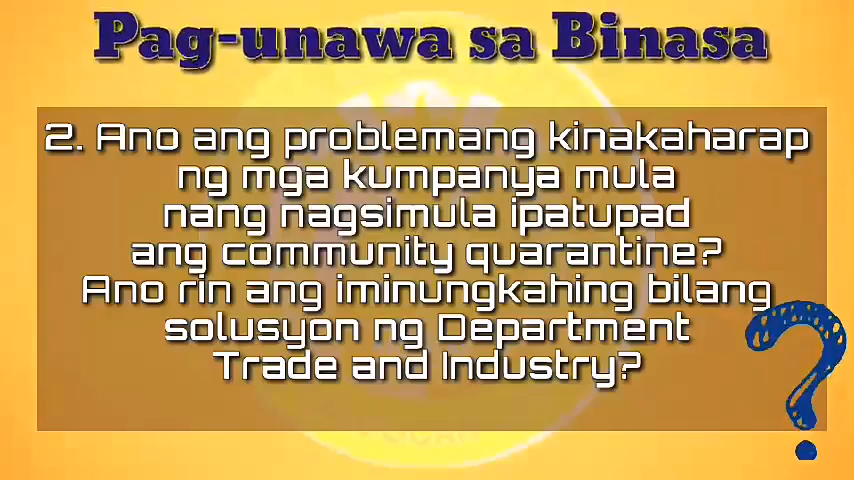 Pag-unawa sa Binasa
2. Ano ang problemang kinakaharap
ng mga kumpanya mula
nang nagsimula ipatupad
ang community quarantine?
Ano rin ang iminungkahing bilang
solusyon ng Department
Trade and Industry?